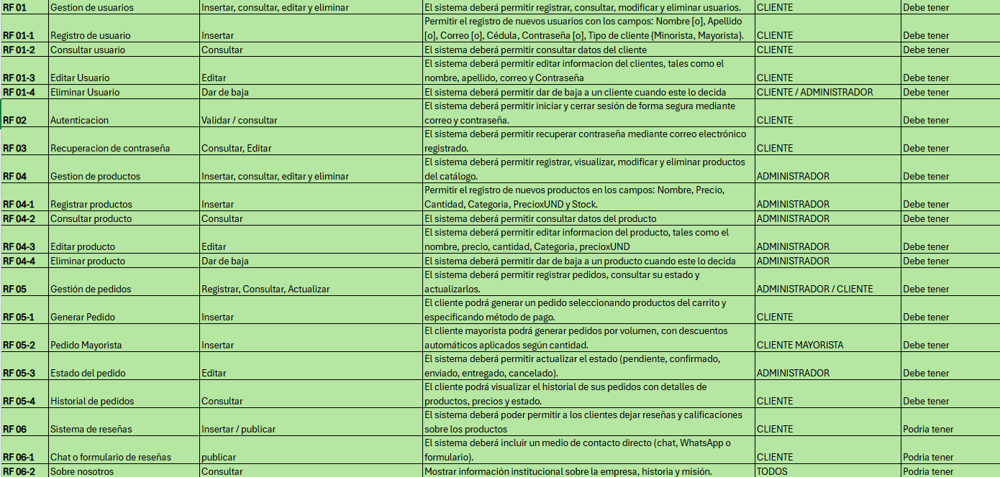 RF 01 Gestion de usuarios Insertar, consultar, editar y eliminar El sistema deberá permitir registrar, consultar, modificar y eliminar usuarios. CLIENTE Debe tener
Permitir el registro de nuevos usuarios con los campos: Nombre [o], Apellido
RF 01-1 Registro de usuario Insertar [o], Correo [o], Cédula, Contraseña [o], Tipo de cliente {Minorista, Mayorista}. CLIENTE Debe tener
RF 01-2 Consultar usuario Consultar El sistema deberá permitir consultar datos del cliente CLIENTE Debe tener
El sistema deberá permitir editar informacion del clientes, tales como el
RF 01-3 Editar Usuario Editar nombre, apellido, correo y Contraseña CLIENTE Debe tener
RF 01-4 Eliminar Usuario Dar de baja El sistema deberá permitir dar de baja a un cliente cuando este lo decida CLIENTE / ADMINISTRADOR Debe tener
El sistema deberá permitir iniciar y cerrar sesión de forma segura mediante
RF 02 Autenticacion Validar / consultar correo y contraseña. CLIENTE Debe tener
El sistema deberá permitir recuperar contraseña mediante correo electrónico
RF 03 Recuperacion de contraseña Consultar, Editar registrado. CLIENTE Debe tener
El sistema deberá permitir registrar, visualizar, modificar y eliminar productos
RF 04 Gestion de productos Insertar, consultar, editar y eliminar del catálogo. ADMINISTRADOR Debe tener
Permitir el registro de nuevos productos en los campos: Nombre, Precio,
RF 04-1 Registrar productos Insertar Cantidad, Categoria, PrecioxUND y Stock. ADMINISTRADOR Debe tener
RF 04-2 Consultar producto Consultar El sistema deberá permitir consultar datos del producto ADMINISTRADOR Debe tener
El sistema deberá permitir editar informacion del producto, tales como el
RF 04-3 Editar producto Editar nombre, precio, cantidad, Categoria, precioxUND ADMINISTRADOR Debe tener
RF 04-4 Eliminar producto Dar de baja El sistema deberá permitir dar de baja a un producto cuando este lo decida ADMINISTRADOR Debe tener
El sistema deberá permitir registrar pedidos, consultar su estado y
RF 05 Gestión de pedidos Registrar, Consultar, Actualizar actualizarlos. ADMINISTRADOR / CLIENTE Debe tener
El cliente podrá generar un pedido seleccionando productos del carrito y
RF 05-1 Generar Pedido Insertar especificando método de pago. CLIENTE Debe tener
El cliente mayorista podrá generar pedidos por volumen, con descuentos
RF 05-2 Pedido Mayorista Insertar automáticos aplicados según cantidad. CLIENTE MAYORISTA Debe tener
El sistema deberá permitir actualizar el estado (pendiente, confirmado,
RF 05-3 Estado del pedido Editar enviado, entregado, cancelado). ADMINISTRADOR Debe tener
El cliente podrá visualizar el historial de sus pedidos con detalles de
RF 05-4 Historial de pedidos Consultar productos, precios y estado. CLIENTE Debe tener
El sistema deberá poder permitir a los clientes dejar reseñas y calificaciones
RF 06 Sistema de reseñas Insertar / publicar sobre los productos CLIENTE Podria tener
El sistema deberá incluir un medio de contacto directo (chat, WhatsApp o
RF 06-1 Chat o formulario de reseñas publicar formulario). CLIENTE Podria tener
RF 06-2 Sobre nosotros Consultar Mostrar información institucional sobre la empresa, historia y misión. TODOS Podria tener